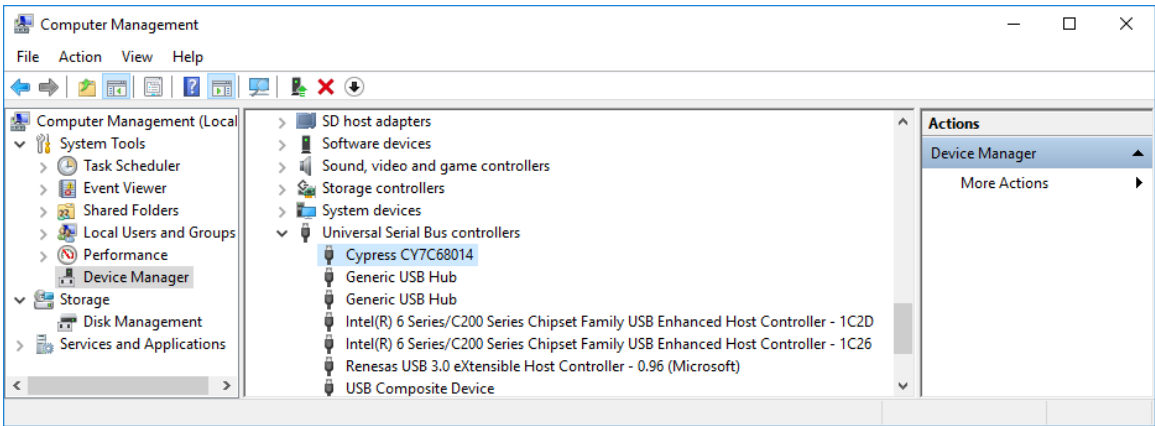 Computer Management
File Action View Help
Computer Management (Local
System Tools
Task Scheduler
Event Viewer
Shared Folders
Local Users and Groups
Performance
Device Manager
Storage
Disk Management
Services and Applications
SD host adapters
Software devices
Sound, video and game controllers
Storage controllers
System devices
Universal Serial Bus controllers
Cypress CY7C68014
Generic USB Hub
Generic USB Hub
Intel(R) 6 Series/C200 Series Chipset Family USB Enhanced Host Controller - 1C2D
Intel(R) 6 Series/C200 Series Chipset Family USB Enhanced Host Controller - 1C26
Renesas USB 3.0 eXtensible Host Controller - 0.96 (Microsoft)
USB Composite Device
Actions
Device Manager
More Actions